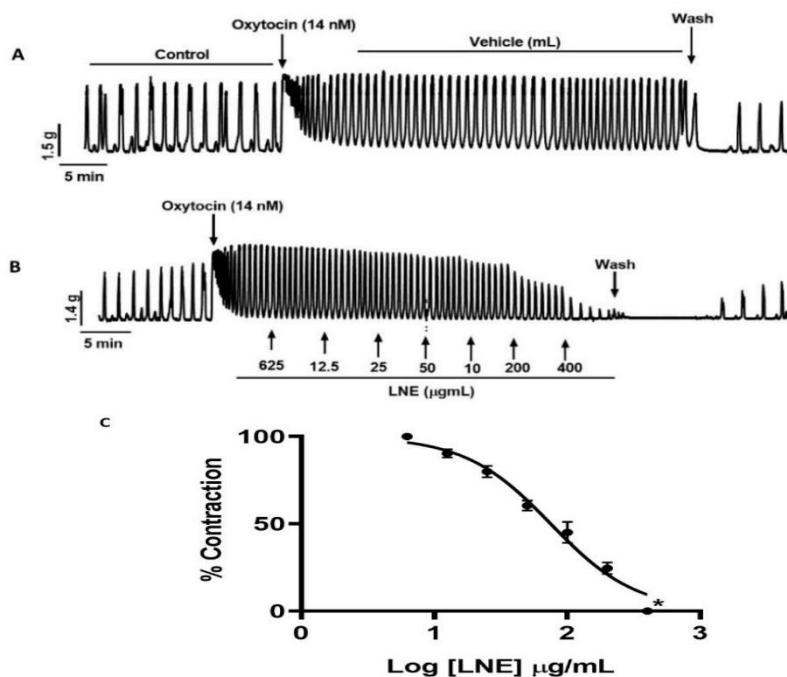 Oxytocin (14 nM)
Wash
A
Control
Vehicle (mL)
1.5 g
5 min
Oxytocin (14 nM)
B
Wash
1.4 g
5 min
625 12.5 25 50 10 200 400
LNE (µgmL)
C
100
50
0
% Contraction
*
0 1 2 3
Log [LNE] µg/mL